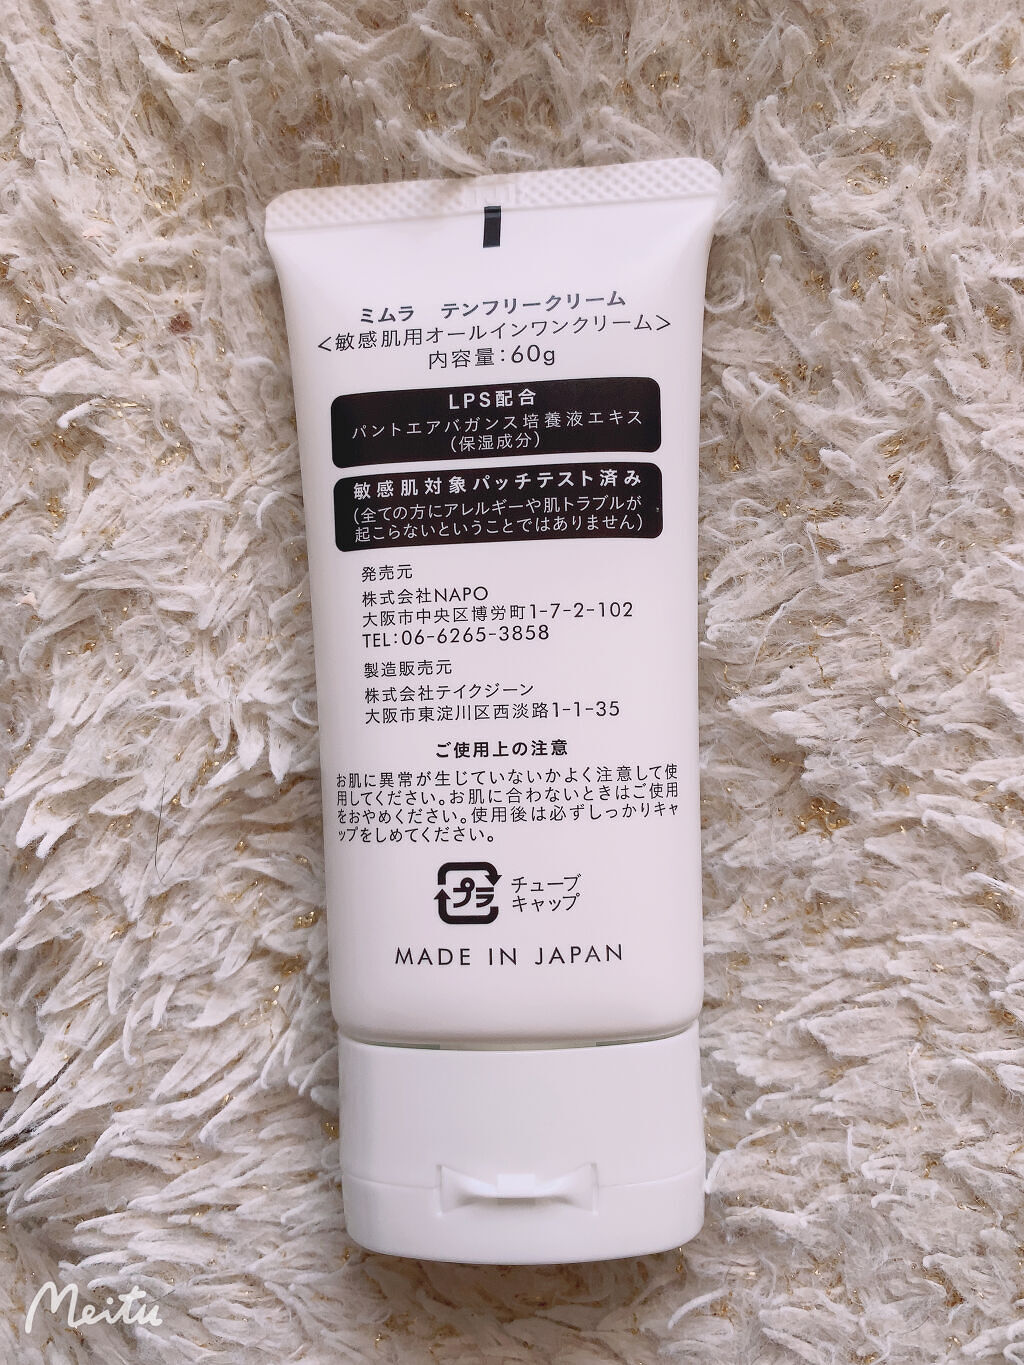 ミムラ　テンフリークリーム
＜敏感肌用オールインワンクリーム＞
内容量：60g
LPS配合
パントエアバガンス培養液エキス
（保湿成分）
敏感肌対象パッチテスト済み
(全ての方にアレルギーや肌トラブルが
起こらないということではありません)
発売元
株式会社NAPO
大阪市中央区博労町1-7-2-102
TEL:06-6265-3858
製造販売元
株式会社テイクジーン
大阪市東淀川区西淡路1-1-35
ご使用上の注意
お肌に異常が生じていないかよく注意して使
用してください。お肌に合わないときはご使用
をおやめください。使用後は必ずしっかりキャ
ップをしめてください。
プラ
チューブ
キャップ
MADE IN JAPAN
Meitu